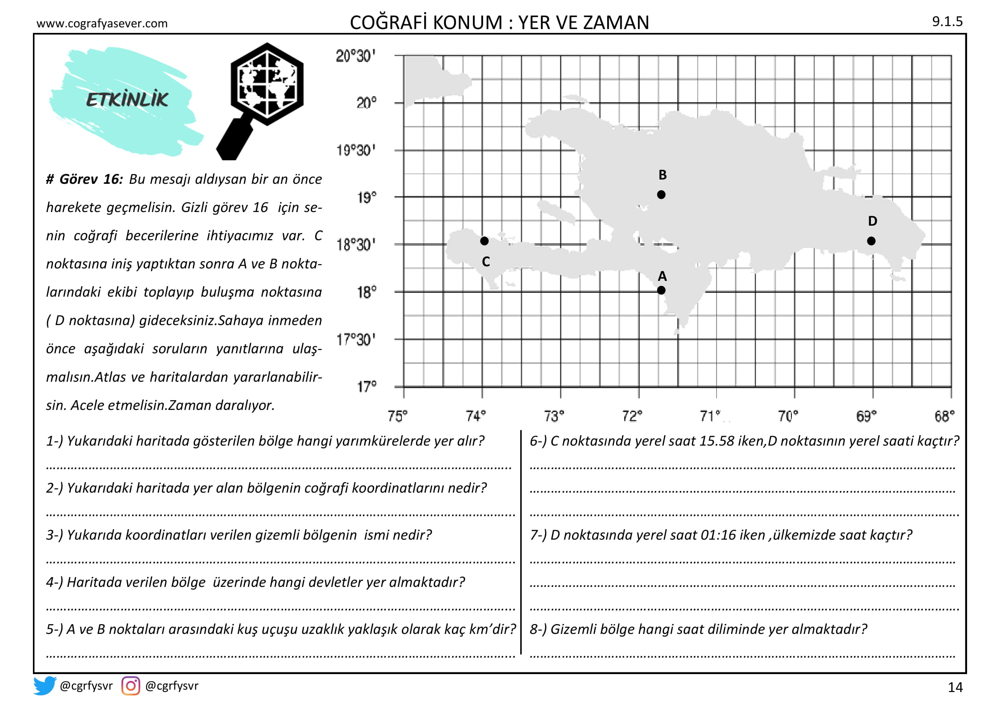 www.cografyasever.com
COĞRAFİ KONUM : YER VE ZAMAN
9.1.5
ETKİNLİK
# Görev 16: Bu mesajı aldıysan bir an önce
harekete geçmelisin. Gizli görev 16 için se-
nin coğrafi becerilerine ihtiyacımız var. C
noktasına iniş yaptıktan sonra A ve B nokta-
larındaki ekibi toplayıp buluşma noktasına
( D noktasına) gideceksiniz.Sahaya inmeden
önce aşağıdaki soruların yanıtlarına ulaş-
malısın.Atlas ve haritalardan yararlanabilir-
sin. Acele etmelisin.Zaman daralıyor.
20°30'
20°
19°30'
19°
18°30'
18°
17°30'
17°
75° 74° 73° 72° 71° 70° 69° 68°
B
D
C
A
1-) Yukarıdaki haritada gösterilen bölge hangi yarımkürelerde yer alır?
2-) Yukarıdaki haritada yer alan bölgenin coğrafi koordinatlarını nedir?
3-) Yukarıda koordinatları verilen gizemli bölgenin ismi nedir?
4-) Haritada verilen bölge üzerinde hangi devletler yer almaktadır?
5-) A ve B noktaları arasındaki kuş uçuşu uzaklık yaklaşık olarak kaç km’dir?
6-) C noktasında yerel saat 15.58 iken,D noktasının yerel saati kaçtır?
7-) D noktasında yerel saat 01:16 iken ,ülkemizde saat kaçtır?
8-) Gizemli bölge hangi saat diliminde yer almaktadır?
@cgrfysvr
@cgrfysvr
14